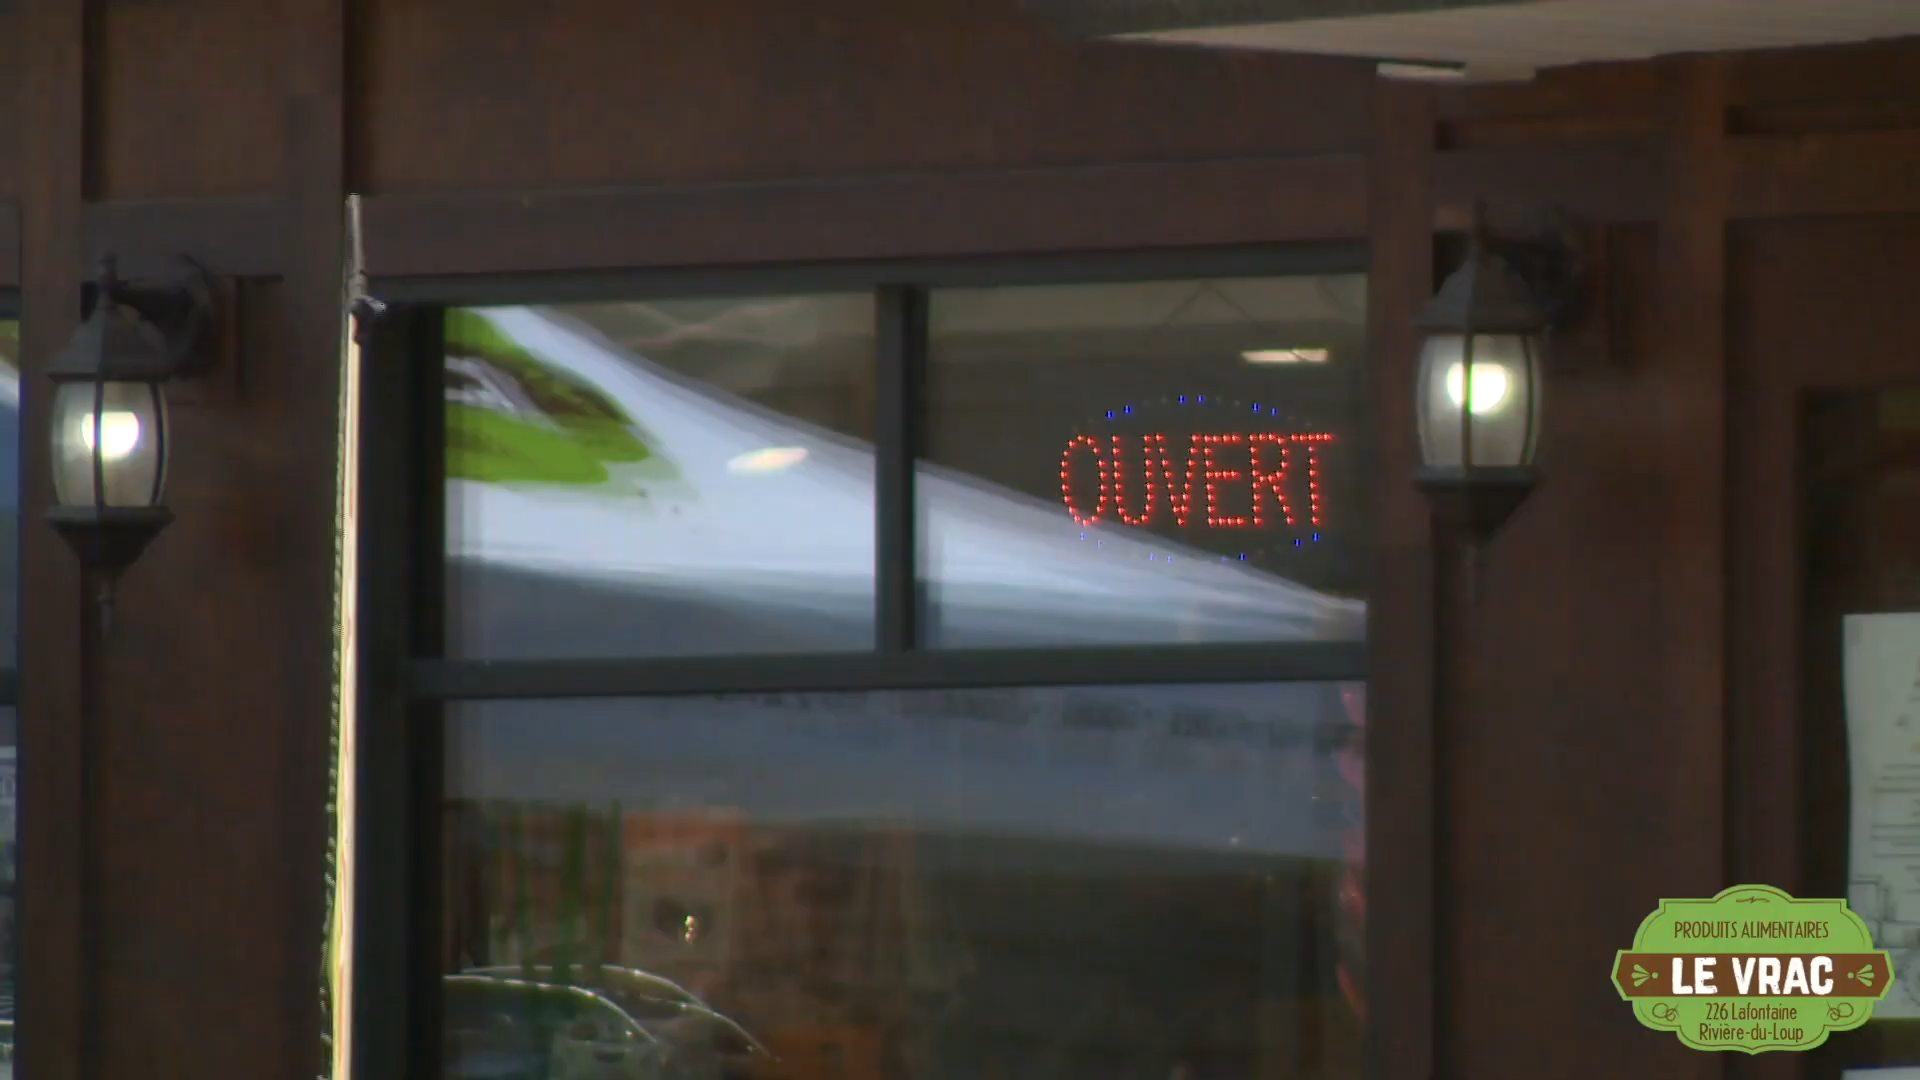 OUVERT
PRODUITS ALIMENTAIRES
LE VRAC
226 Lafontaine
Rivière-du-Loup